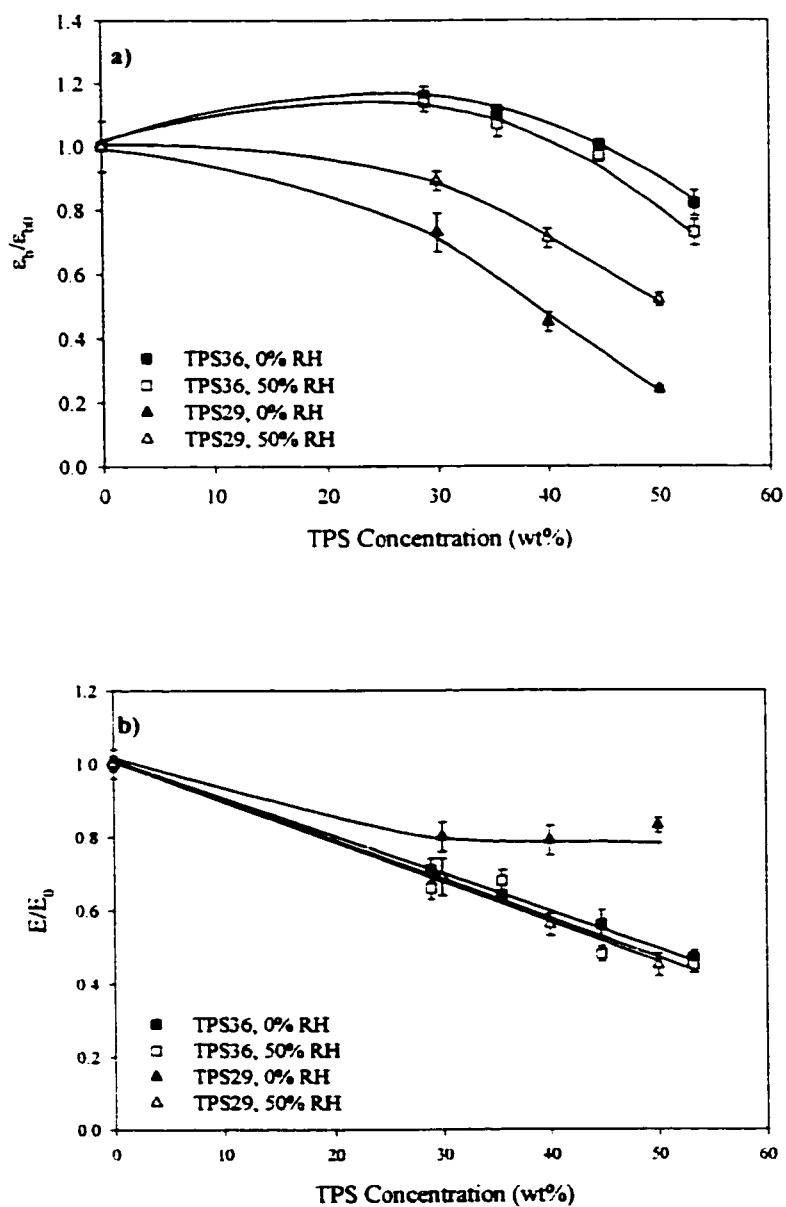 1.4
a)
1.2
1.0
0.8
0.6
0.4
0.2
0.0
εb/εb0
TPS36, 0% RH
TPS36, 50% RH
TPS29, 0% RH
TPS29, 50% RH
0 10 20 30 40 50 60
TPS Concentration (wt%)
1.2
b)
1.0
0.8
0.6
0.4
0.2
0.0
E/E0
TPS36, 0% RH
TPS36, 50% RH
TPS29, 0% RH
TPS29, 50% RH
0 10 20 30 40 50 60
TPS Concentration (wt%)